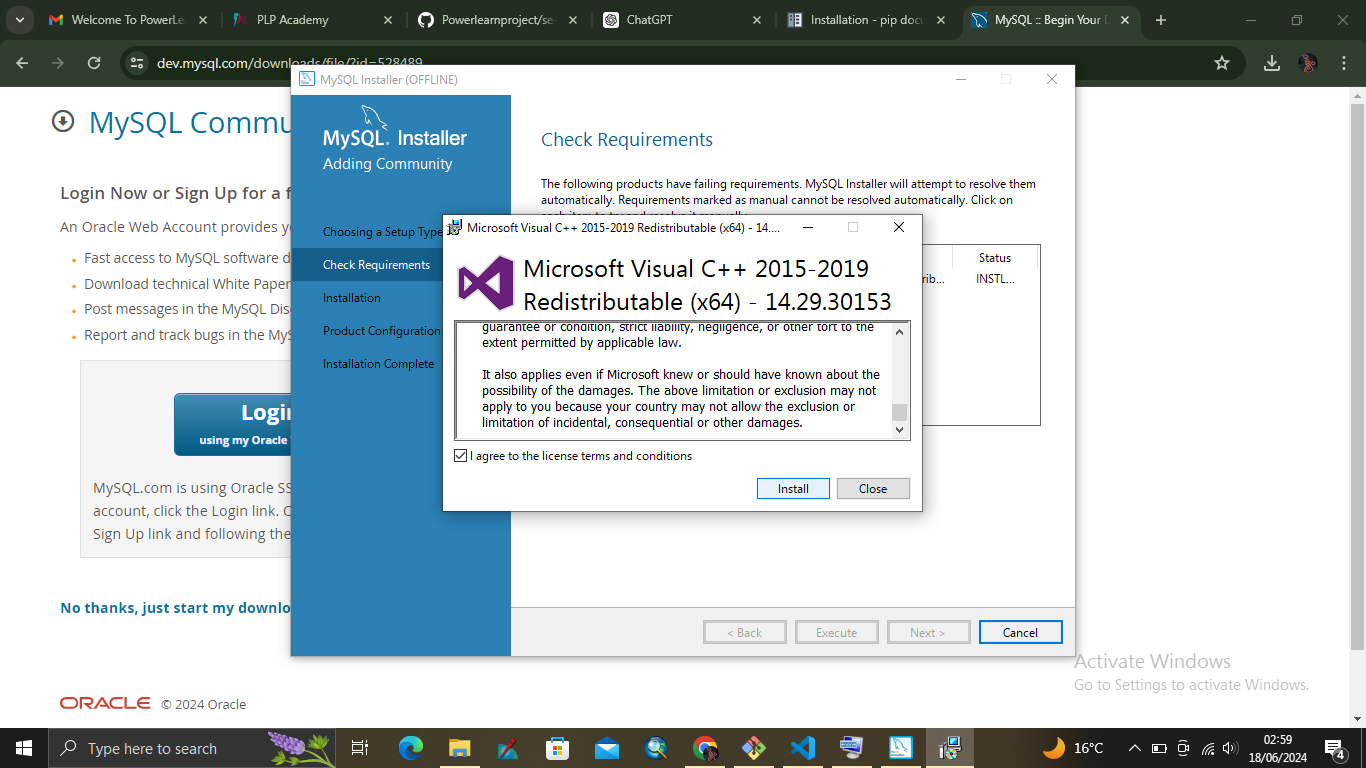 Welcome To PowerLe
PLP Academy
Powerlearnproject/se-
ChatGPT
Installation - pip docu
MySQL :: Begin Your D
dev.mysql.com/downloads/file/?id=528489
MySQL Commu
Login Now or Sign Up for a f
An Oracle Web Account provides yo
Fast access to MySQL software d
Download technical White Paper
Post messages in the MySQL Dis
Report and track bugs in the MyS
Login
using my Oracle
MySQL.com is using Oracle SS
account, click the Login link. O
Sign Up link and following the
No thanks, just start my downlo
ORACLE © 2024 Oracle
MySQL Installer (OFFLINE)
MySQL. Installer
Adding Community
Choosing a Setup Type
Check Requirements
Installation
Product Configuration
Installation Complete
Check Requirements
The following products have failing requirements. MySQL Installer will attempt to resolve them
automatically. Requirements marked as manual cannot be resolved automatically. Click on
each item to try and resolve it manually.
Status
rib... INSTL...
< Back
Execute
Next >
Cancel
Microsoft Visual C++ 2015-2019 Redistributable (x64) - 14....
Microsoft Visual C++ 2015-2019
Redistributable (x64) - 14.29.30153
guarantee or condition, strict liability, negligence, or other tort to the
extent permitted by applicable law.
It also applies even if Microsoft knew or should have known about the
possibility of the damages. The above limitation or exclusion may not
apply to you because your country may not allow the exclusion or
limitation of incidental, consequential or other damages.
I agree to the license terms and conditions
Install
Close
Activate Windows
Go to Settings to activate Windows.
Type here to search
16°C
02:59
18/06/2024
4